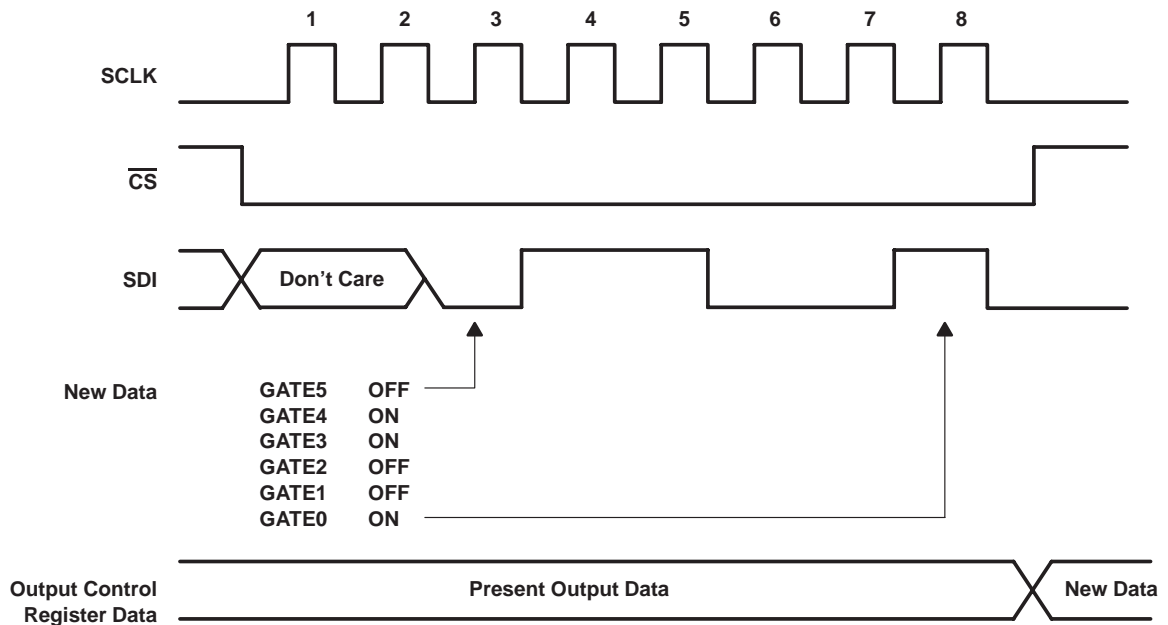 1 2 3 4 5 6 7 8
SCLK
CS
SDI Don't Care
New Data GATE5 OFF
GATE4 ON
GATE3 ON
GATE2 OFF
GATE1 OFF
GATE0 ON
Output Control Present Output Data New Data
Register Data